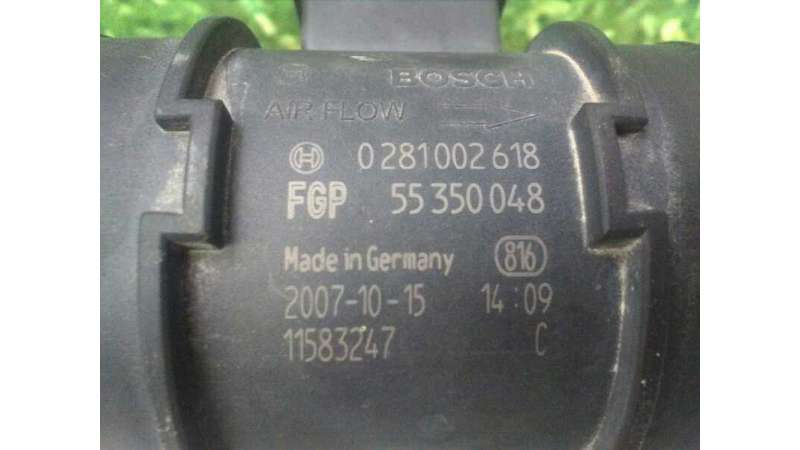 BOSCH
AIR FLOW
0 281 002 618
FGP 55 350 048
Made in Germany 816
2007-10-15 14:09
11583247 C